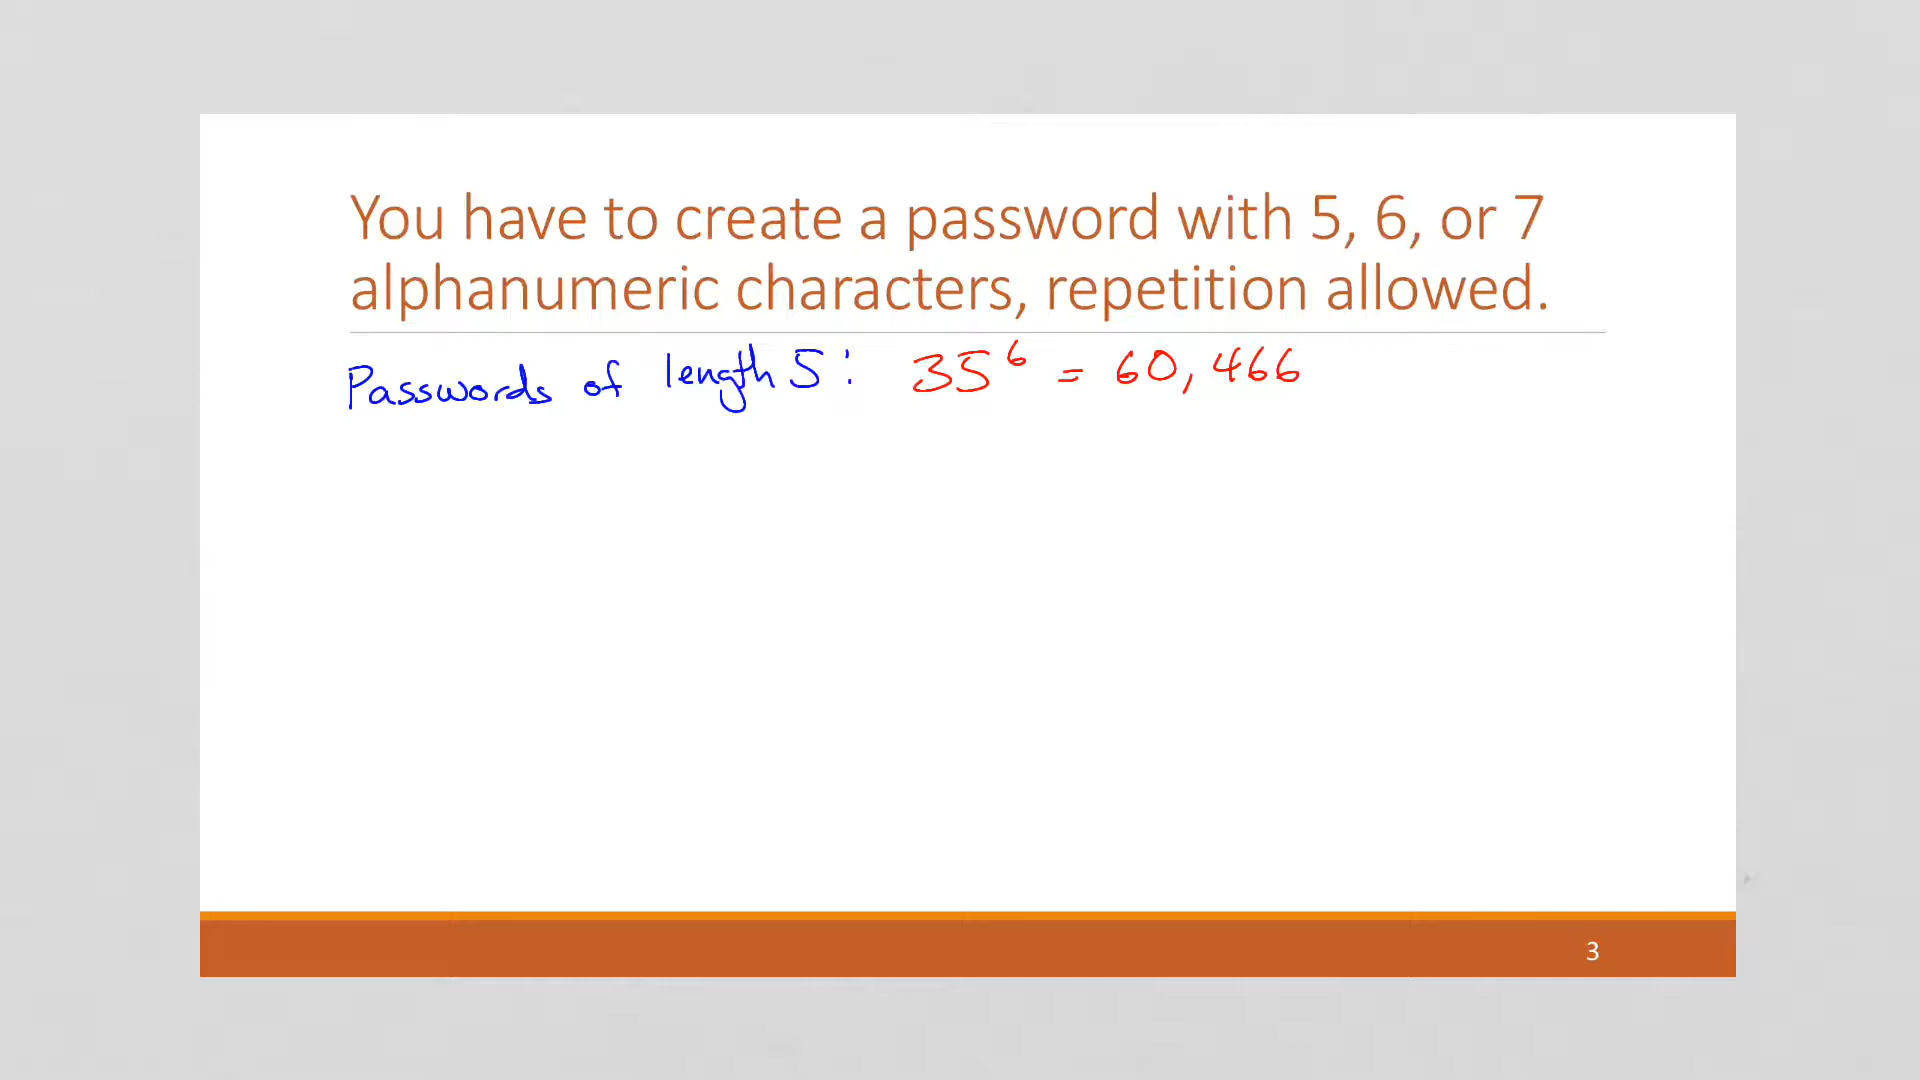 You have to create a password with 5, 6, or 7
alphanumeric characters, repetition allowed.
Passwords of length 5: 35⁶ = 60,466
3